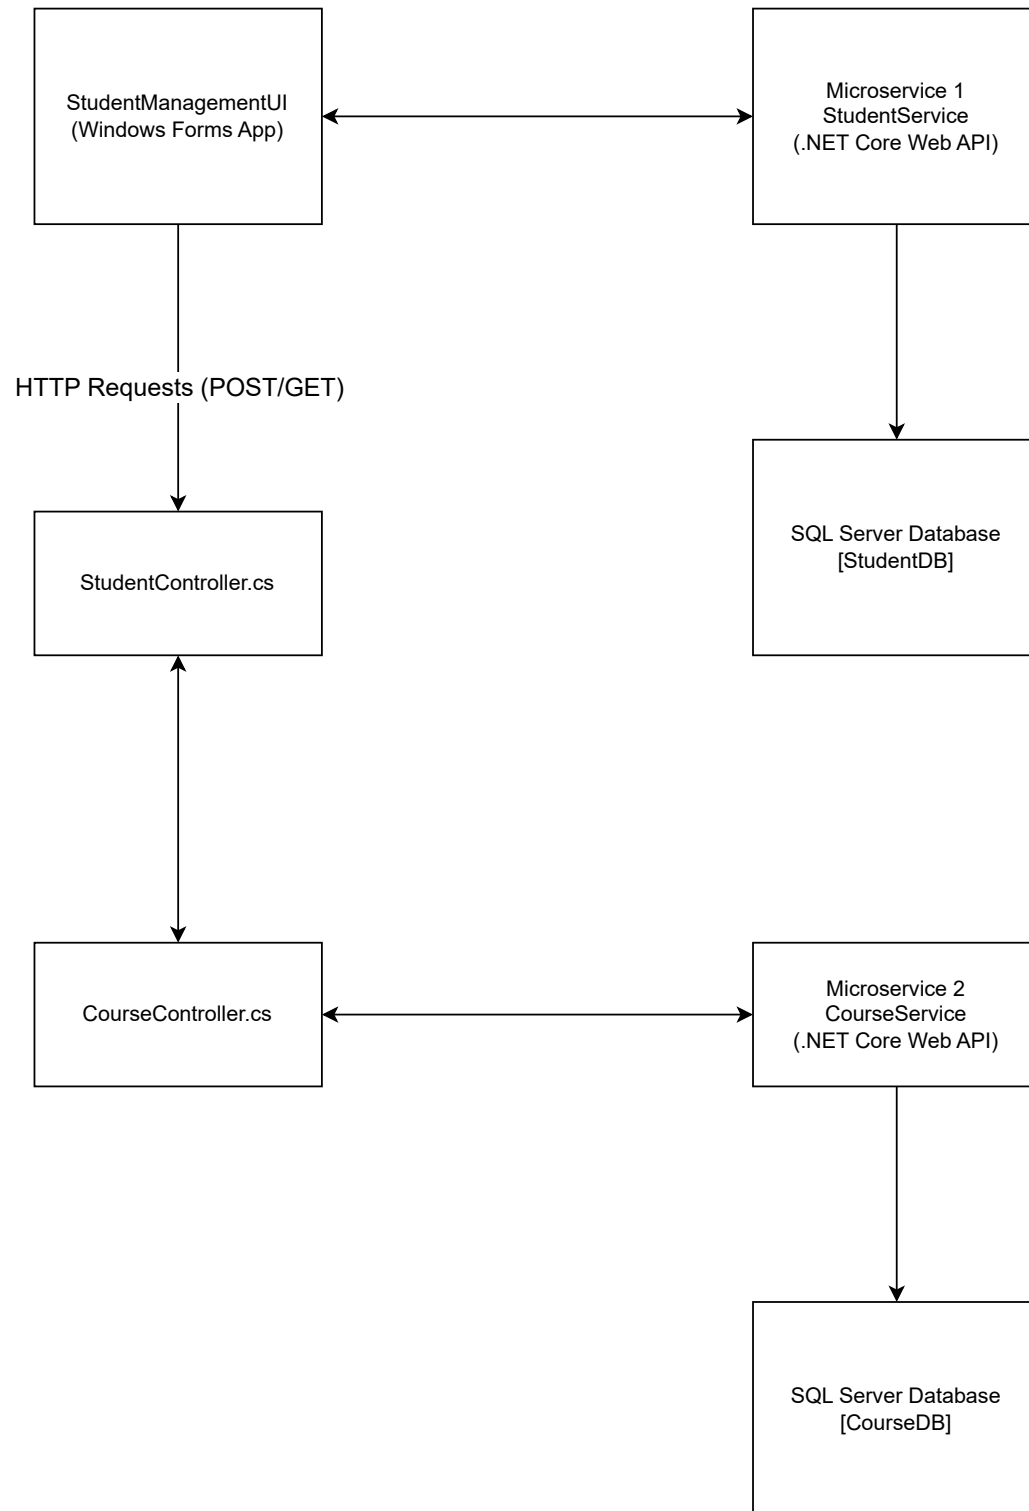 StudentManagementUI
(Windows Forms App)
Microservice 1
StudentService
(.NET Core Web API)
HTTP Requests (POST/GET)
SQL Server Database
[StudentDB]
StudentController.cs
CourseController.cs
Microservice 2
CourseService
(.NET Core Web API)
SQL Server Database
[CourseDB]